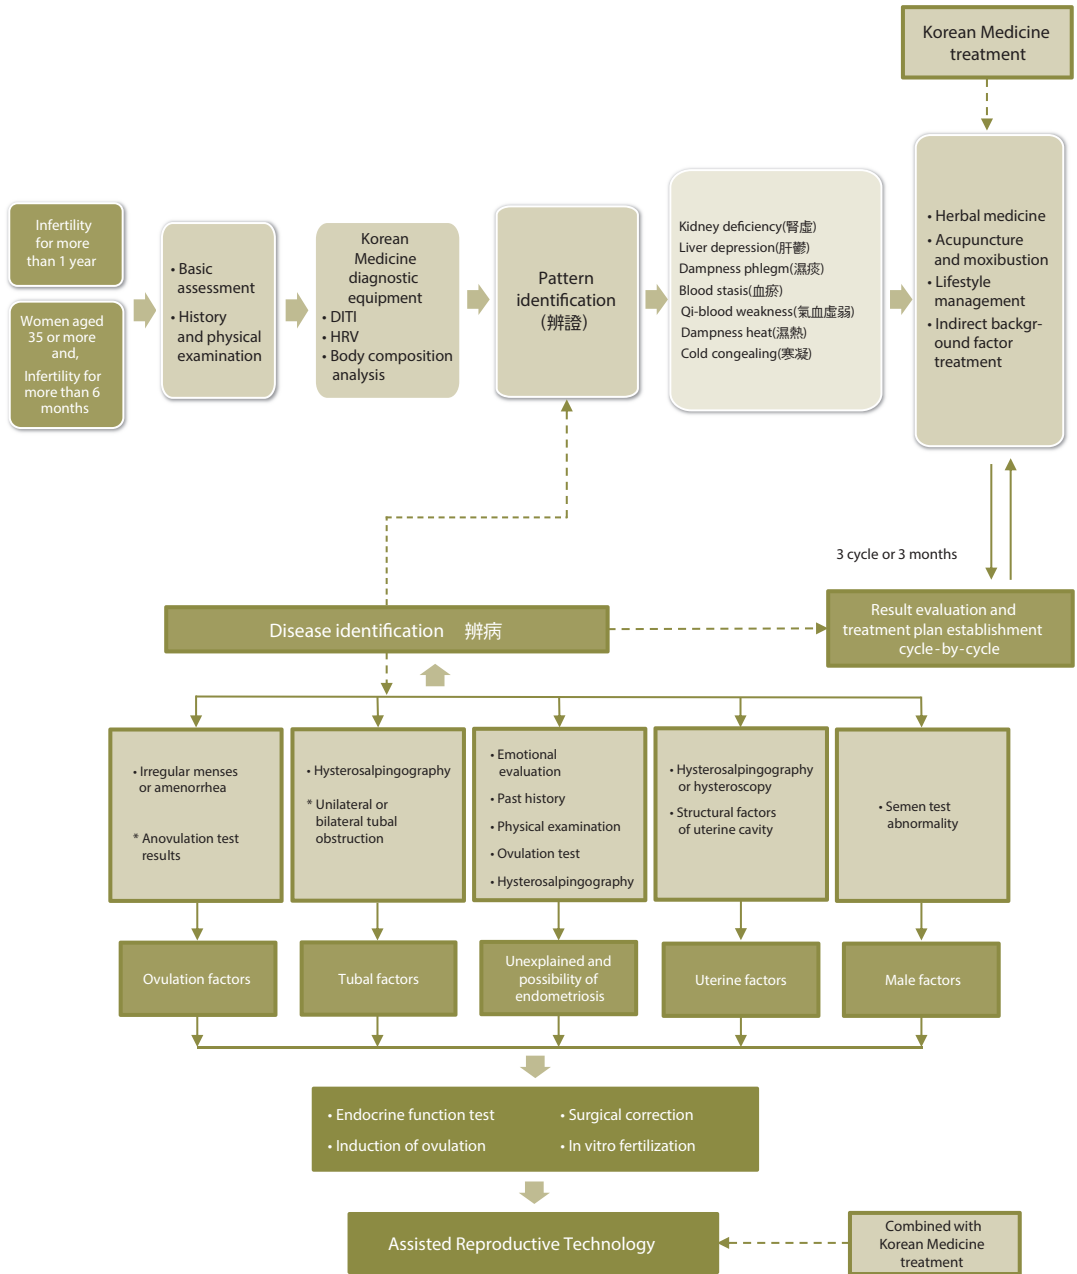 Korean Medicine
treatment
Infertility
for more
than 1 year
Women aged
35 or more
and,
Infertility for
more than 6
months
• Basic
assessment
• History
and physical
examination
Korean
Medicine
diagnostic
equipment
• DITI
• HRV
• Body composition
analysis
Pattern
identification
(辨證)
Kidney deficiency(腎虛)
Liver depression(肝鬱)
Dampness phlegm(濕痰)
Blood stasis(血瘀)
Qi-blood weakness(氣血虛弱)
Dampness heat(濕熱)
Cold congealing(寒凝)
• Herbal medicine
• Acupuncture
and moxibustion
• Lifestyle
management
• Indirect backgr-
ound factor
treatment
3 cycle or 3 months
Disease identification 辨病
Result evaluation and
treatment plan establishment
cycle-by-cycle
• Irregular menses
or amenorrhea
* Anovulation test
results
• Hysterosalpingography
* Unilateral or
bilateral tubal
obstruction
• Emotional
evaluation
• Past history
• Physical examination
• Ovulation test
• Hysterosalpingography
• Hysterosalpingography
or hysteroscopy
• Structural factors
of uterine cavity
• Semen test
abnormality
Ovulation factors
Tubal factors
Unexplained and
possibility of
endometriosis
Uterine factors
Male factors
• Endocrine function test
• Induction of ovulation
• Surgical correction
• In vitro fertilization
Assisted Reproductive Technology
Combined with
Korean Medicine
treatment